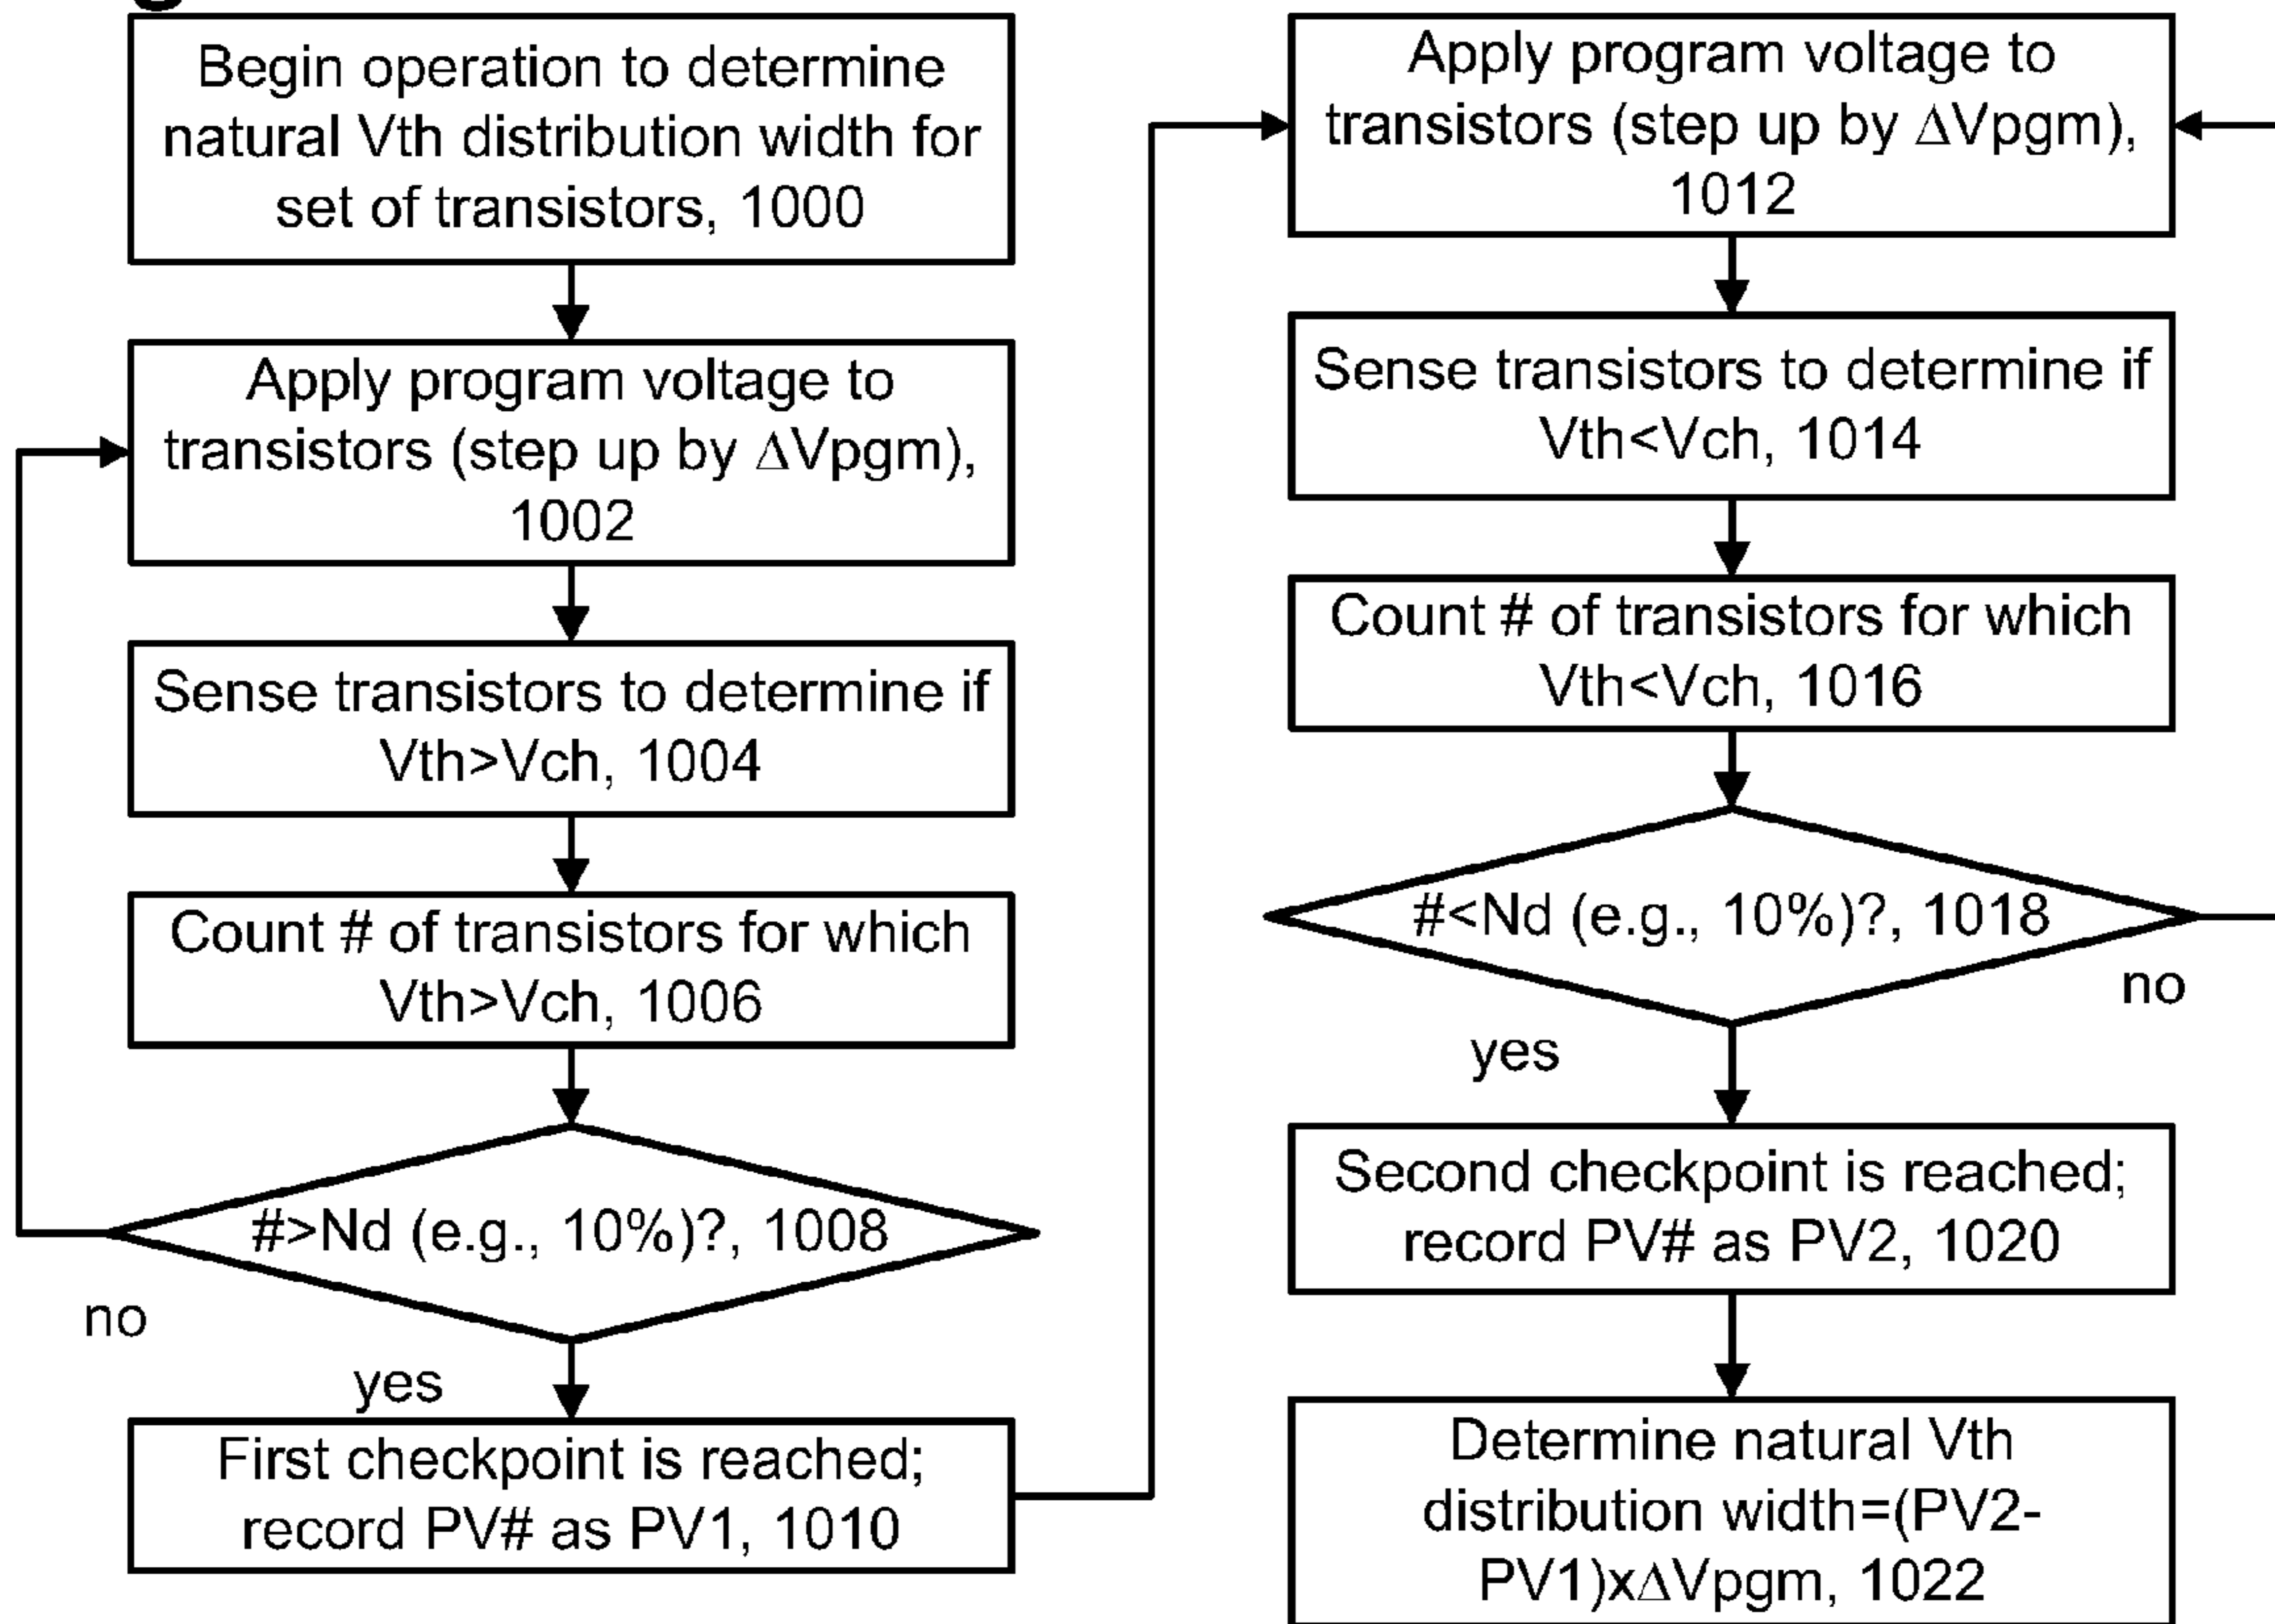 Begin operation to determine
natural Vth distribution width for
set of transistors, 1000
Apply program voltage to
transistors (step up by ΔVpgm),
1002
Sense transistors to determine if
Vth>Vch, 1004
Count # of transistors for which
Vth>Vch, 1006
#>Nd (e.g., 10%)?, 1008
no
yes
First checkpoint is reached;
record PV# as PV1, 1010
Apply program voltage to
transistors (step up by ΔVpgm),
1012
Sense transistors to determine if
Vth<Vch, 1014
Count # of transistors for which
Vth<Vch, 1016
#<Nd (e.g., 10%)?, 1018
no
yes
Second checkpoint is reached;
record PV# as PV2, 1020
Determine natural Vth
distribution width=(PV2-
PV1)xΔVpgm, 1022